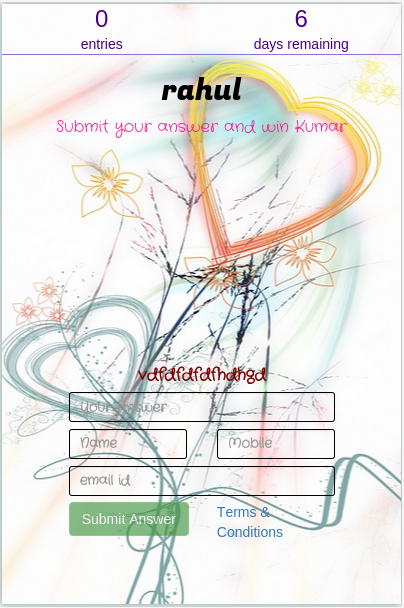 0
6
entries
days remaining
rahul
Submit your answer and win Kumar
vdfdfdfdfhdhgd
Your answer
Name
Mobile
email id
Submit Answer
Terms &
Conditions